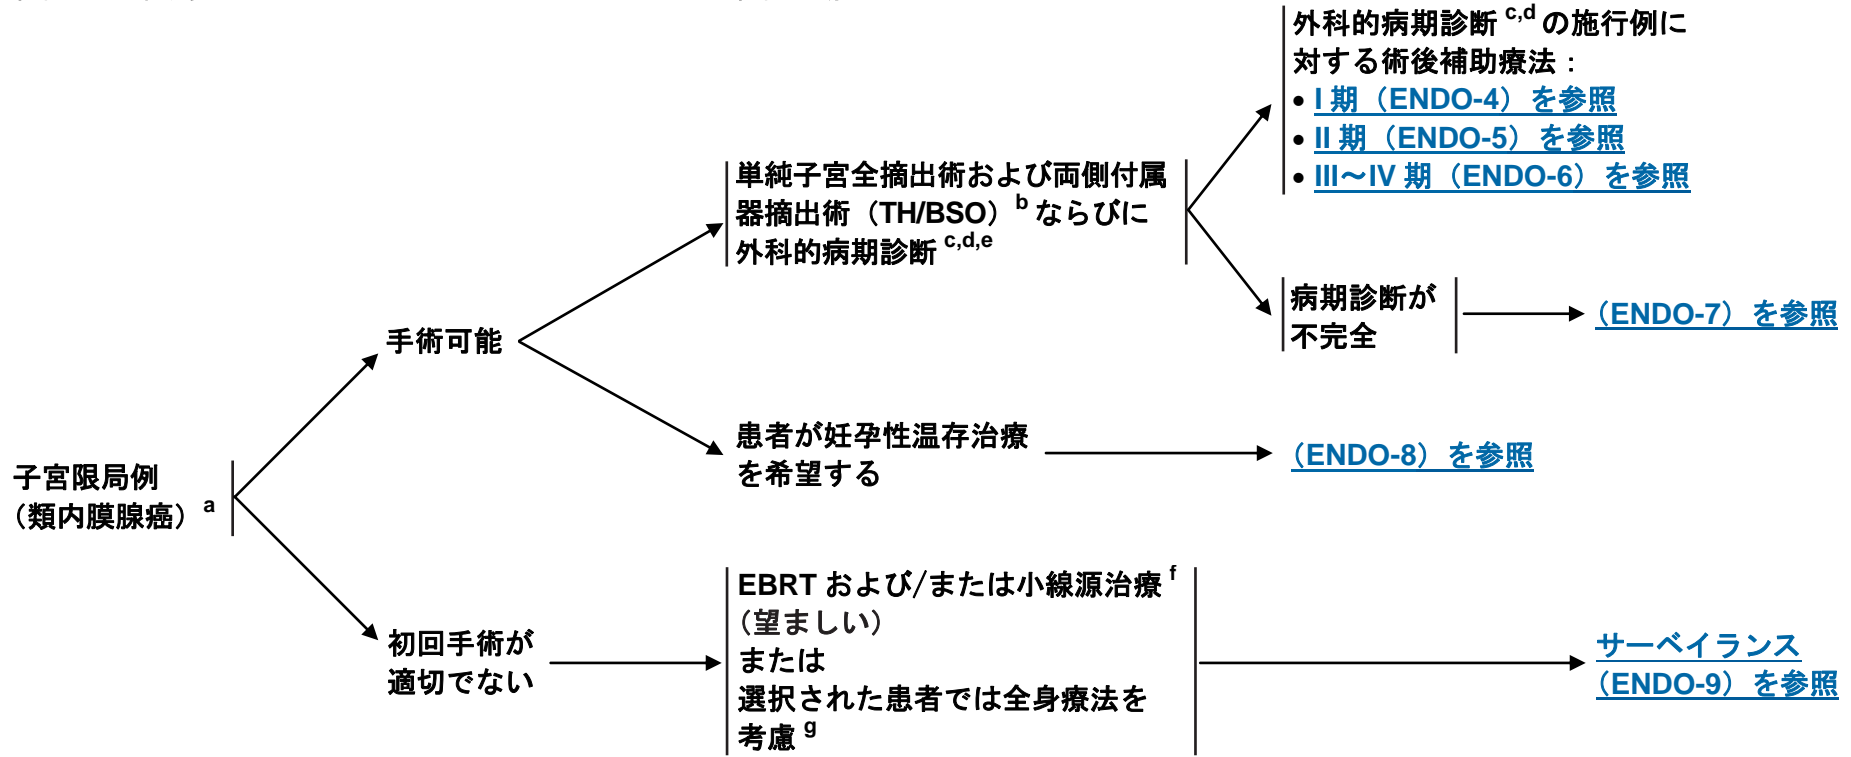 外科的病期診断 c,d の施行例に
対する術後補助療法：
• I 期（ENDO-4）を参照
• II 期（ENDO-5）を参照
• III～IV 期（ENDO-6）を参照
単純子宮全摘出術および両側付属
器摘出術（TH/BSO）b ならびに
外科的病期診断 c,d,e
病期診断が
不完全
（ENDO-7）を参照
手術可能
患者が妊孕性温存治療
を希望する
（ENDO-8）を参照
子宮限局例
（類内膜腺癌）a
初回手術が
適切でない
EBRT および/または小線源治療 f
（望ましい）
または
選択された患者では全身療法を
考慮 g
サーベイランス
（ENDO-9）を参照